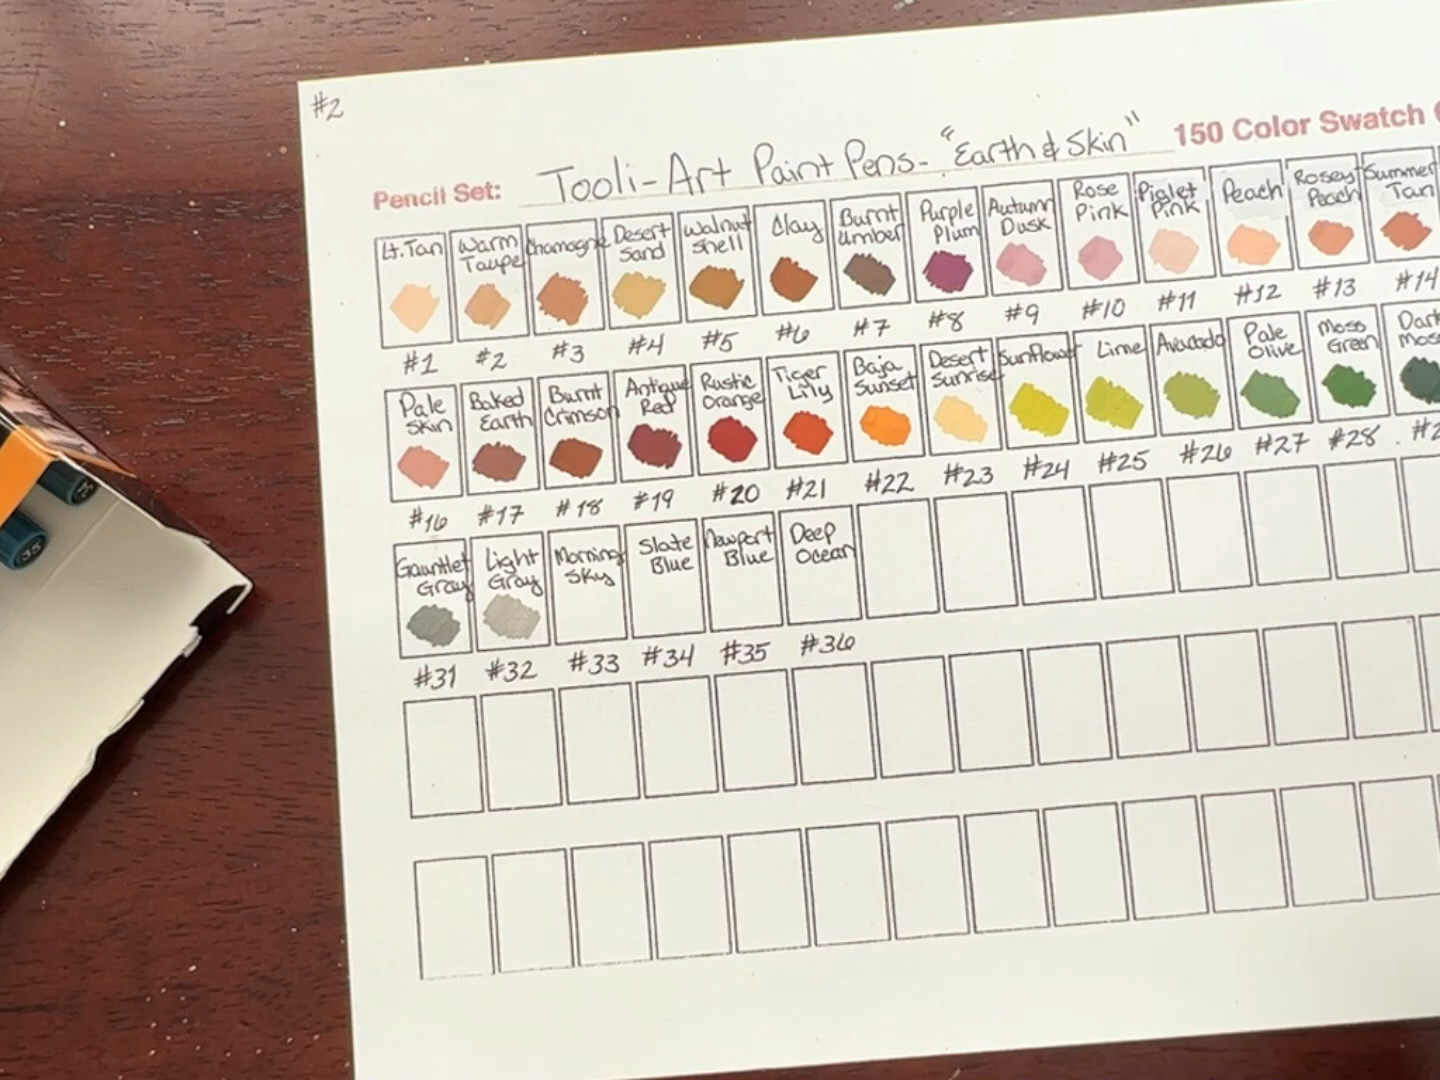 #2
Pencil Set: Tooli-Art Paint Pens- "Earth & Skin" 150 Color Swatch
Lt. Tan Warm Taupe Chamagne Desert Sand Walnut Shell Clay Burnt Umber Purple Plum Autumn Dusk Rose Pink Piglet Pink Peach Rosey Peach Summer Tan
#1 #2 #3 #4 #5 #6 #7 #8 #9 #10 #11 #12 #13 #14
Pale Skin Baked Earth Burnt Crimson Antique Red Rustic Orange Tiger Lily Baja Sunset Desert Sunrise Sunflower Lime Avacado Pale Olive Moss Green Dark Moss
#16 #17 #18 #19 #20 #21 #22 #23 #24 #25 #26 #27 #28
Gauntlet Gray Light Gray Morning Sky Slate Blue Newport Blue Deep Ocean
#31 #32 #33 #34 #35 #36
35